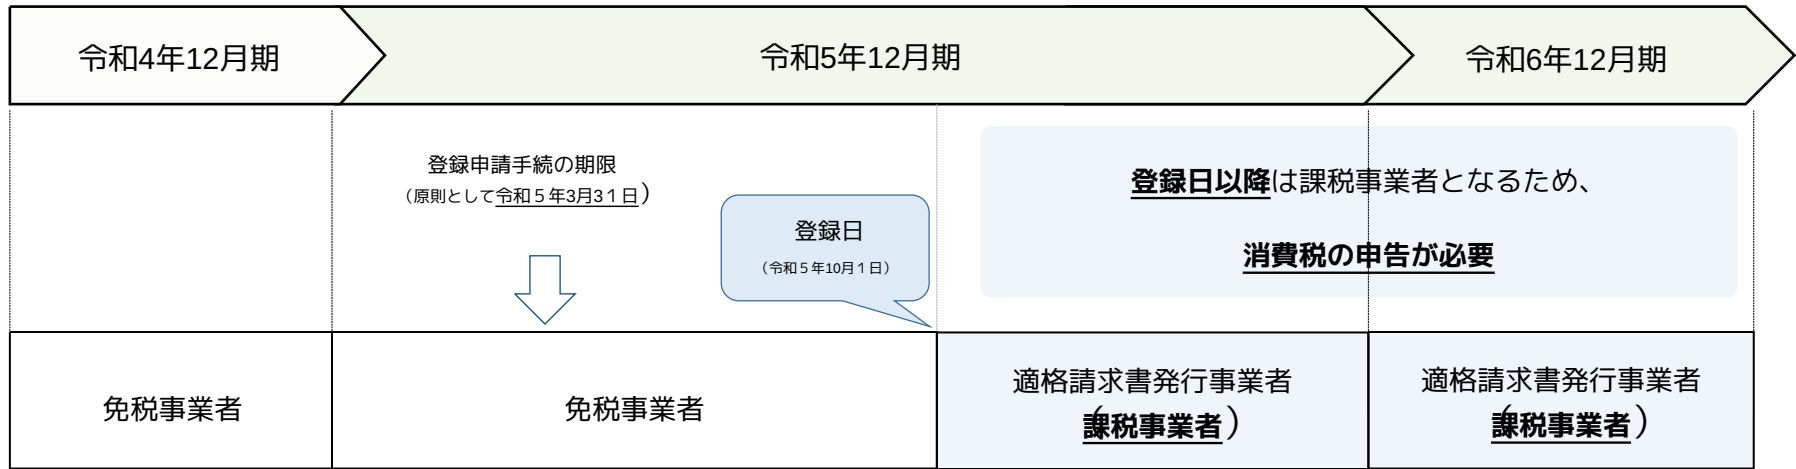 令和4年12月期
令和5年12月期
令和6年12月期
登録申請手続の期限
（原則として令和５年3月3１日）
登録日
（令和５年10月１日）
登録日以降は課税事業者となるため、
消費税の申告が必要
免税事業者
免税事業者
適格請求書発行事業者
（課税事業者）
適格請求書発行事業者
（課税事業者）